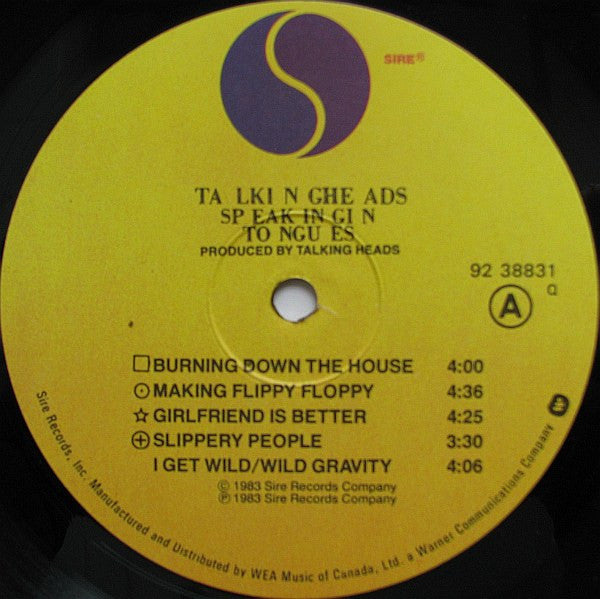 SIRE®
TA LKI N GHE ADS
SP EAK IN GI N
TO NGU ES
PRODUCED BY TALKING HEADS
92 38831
Q
A
BURNING DOWN THE HOUSE 4:00
MAKING FLIPPY FLOPPY 4:36
GIRLFRIEND IS BETTER 4:25
SLIPPERY PEOPLE 3:30
I GET WILD/WILD GRAVITY 4:06
© 1983 Sire Records Company
℗ 1983 Sire Records Company
Sire Records, Inc. Manufactured and Distributed by WEA Music of Canada, Ltd. a Warner Communications Company